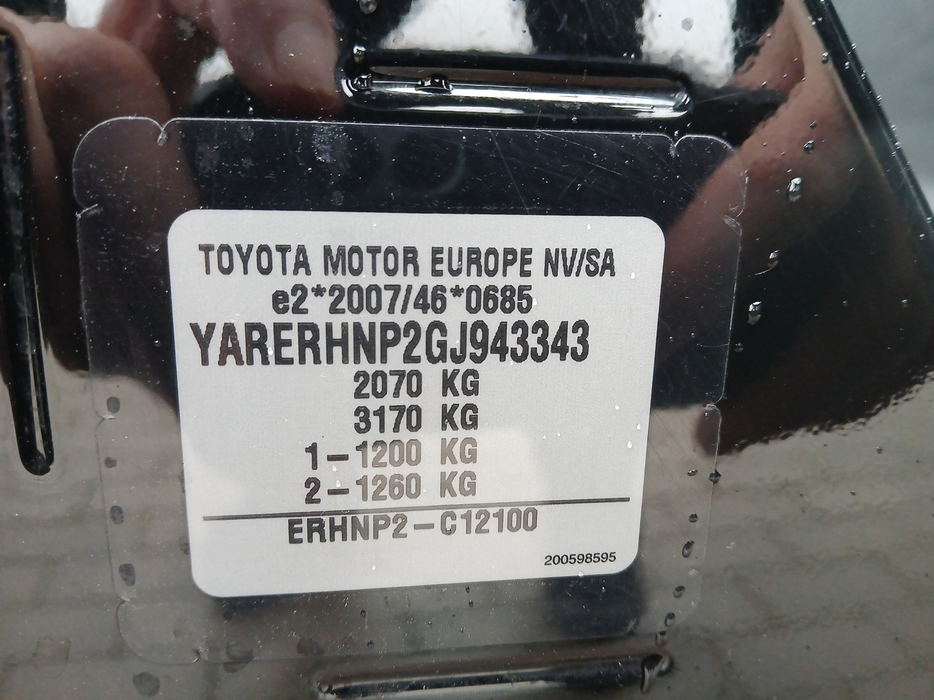 TOYOTA MOTOR EUROPE NV/SA
e2*2007/46*0685
YARERHNP2GJ943343
2070 KG
3170 KG
1-1200 KG
2-1260 KG
ERHNP2-C12100
200598595